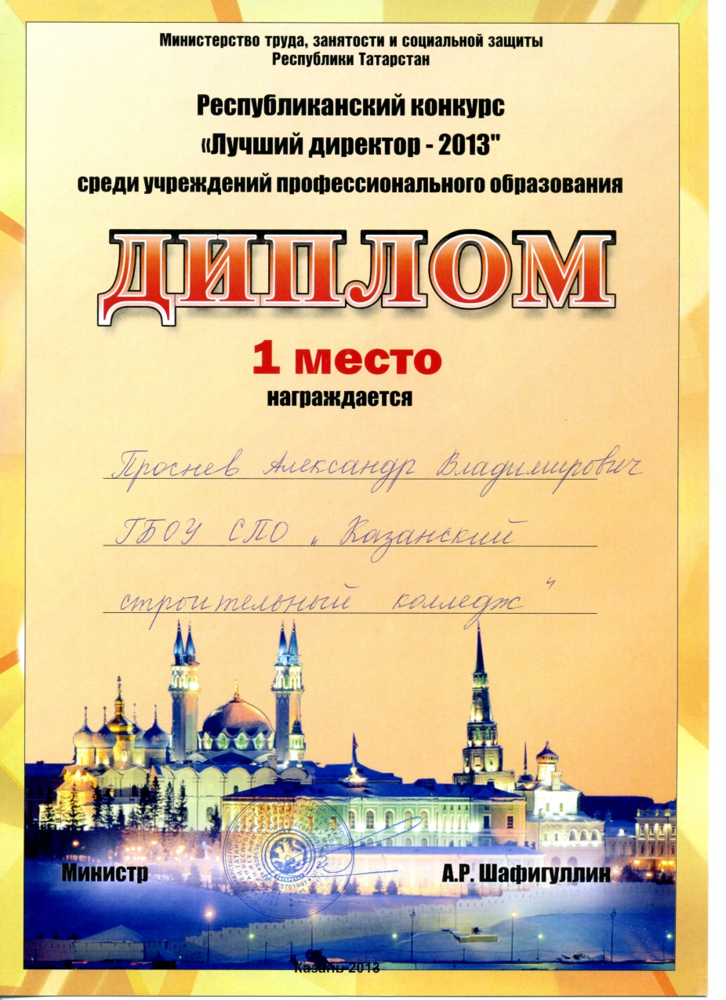 Министерство труда, занятости и социальной защиты
Республики Татарстан
Республиканский конкурс
«Лучший директор - 2013"
среди учреждений профессионального образования
ДИПЛОМ
1 место
награждается
Проснев Александр Владимирович
ГБОУ СПО „Казанский
строительный колледж"
Министр
А.Р. Шафигуллин
Казань 2013